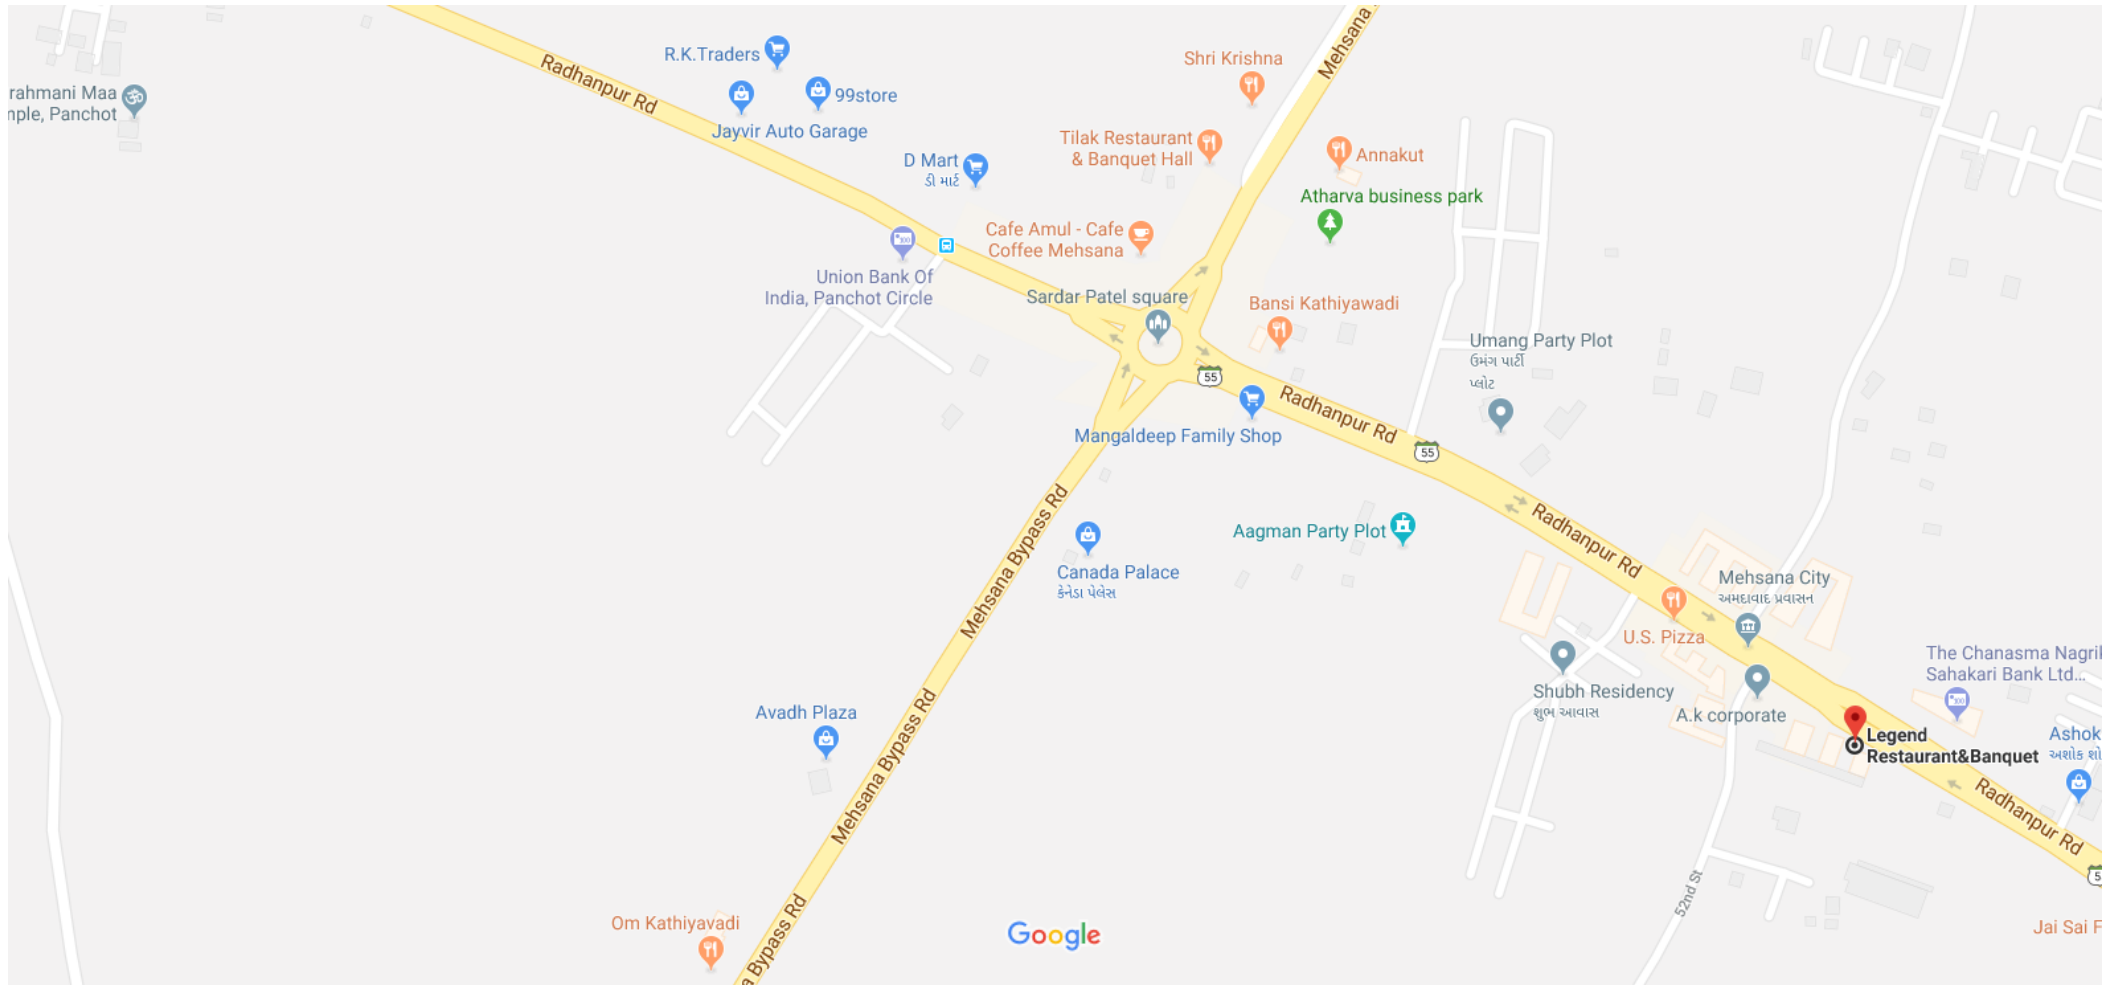 R.K.Traders
Radhanpur Rd
99store
Jayvir Auto Garage
rahmani Maa
nple, Panchot
D Mart
ડી માર્ટ
Shri Krishna
Mehsana
Tilak Restaurant
& Banquet Hall
Annakut
Atharva business park
Cafe Amul - Cafe
Coffee Mehsana
Union Bank Of
India, Panchot Circle
Sardar Patel square
Bansi Kathiyawadi
Umang Party Plot
ઉમંગ પાર્ટી
પ્લોટ
55
Radhanpur Rd
55
Mangaldeep Family Shop
Mehsana Bypass Rd
Canada Palace
કેનેડા પેલેસ
Aagman Party Plot
Radhanpur Rd
Mehsana City
અમદાવાદ પ્રવાસન
U.S. Pizza
The Chanasma Nagrik
Sahakari Bank Ltd...
Shubh Residency
શુભ આવાસ
A.k corporate
Legend
Restaurant&Banquet
Ashok
અશોક શો
Avadh Plaza
Mehsana Bypass Rd
Radhanpur Rd
5
52nd St
Om Kathiyavadi
a Bypass Rd
Google
Jai Sai F